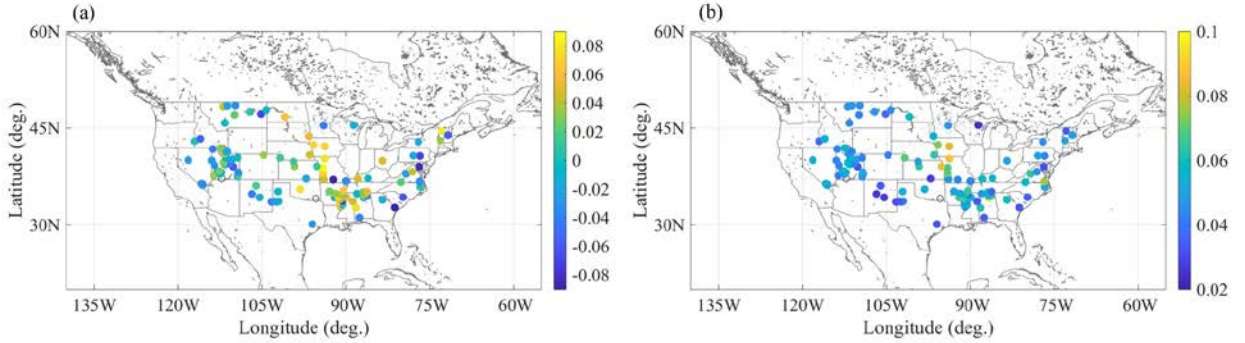 (a)
60N
45N
30N
Latitude (deg.)
135W 120W 105W 90W 75W 60W
Longitude (deg.)
0.08
0.06
0.04
0.02
0
-0.02
-0.04
-0.06
-0.08
(b)
60N
45N
30N
Latitude (deg.)
135W 120W 105W 90W 75W 60W
Longitude (deg.)
0.1
0.08
0.06
0.04
0.02